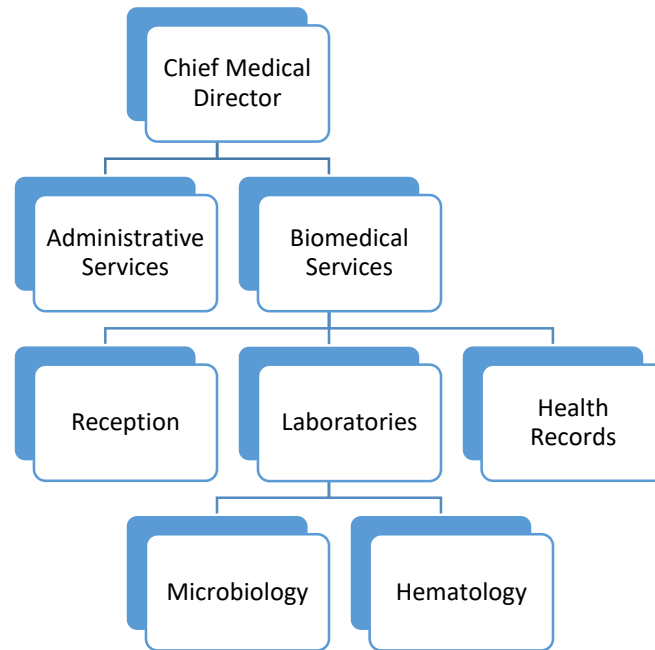 Chief Medical
Director
Administrative
Services
Biomedical
Services
Reception
Laboratories
Health
Records
Microbiology
Hematology